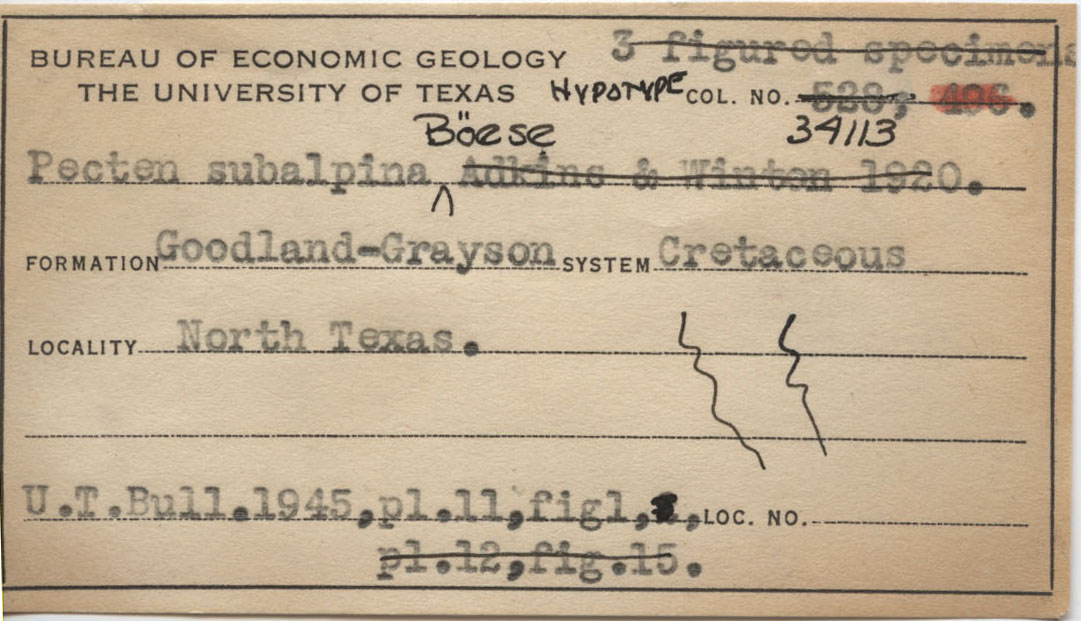 3 figured specimens
BUREAU OF ECONOMIC GEOLOGY
THE UNIVERSITY OF TEXAS HYPOTYPE COL. NO. 528, 496.
Böese 34113
Pecten subalpina ^ Adkins & Winton 1920.
FORMATION Goodland-Grayson SYSTEM Cretaceous
LOCALITY North Texas.
U.T.Bull.1945,pl.11,fig1, , LOC. NO.
pl.12,fig.15.